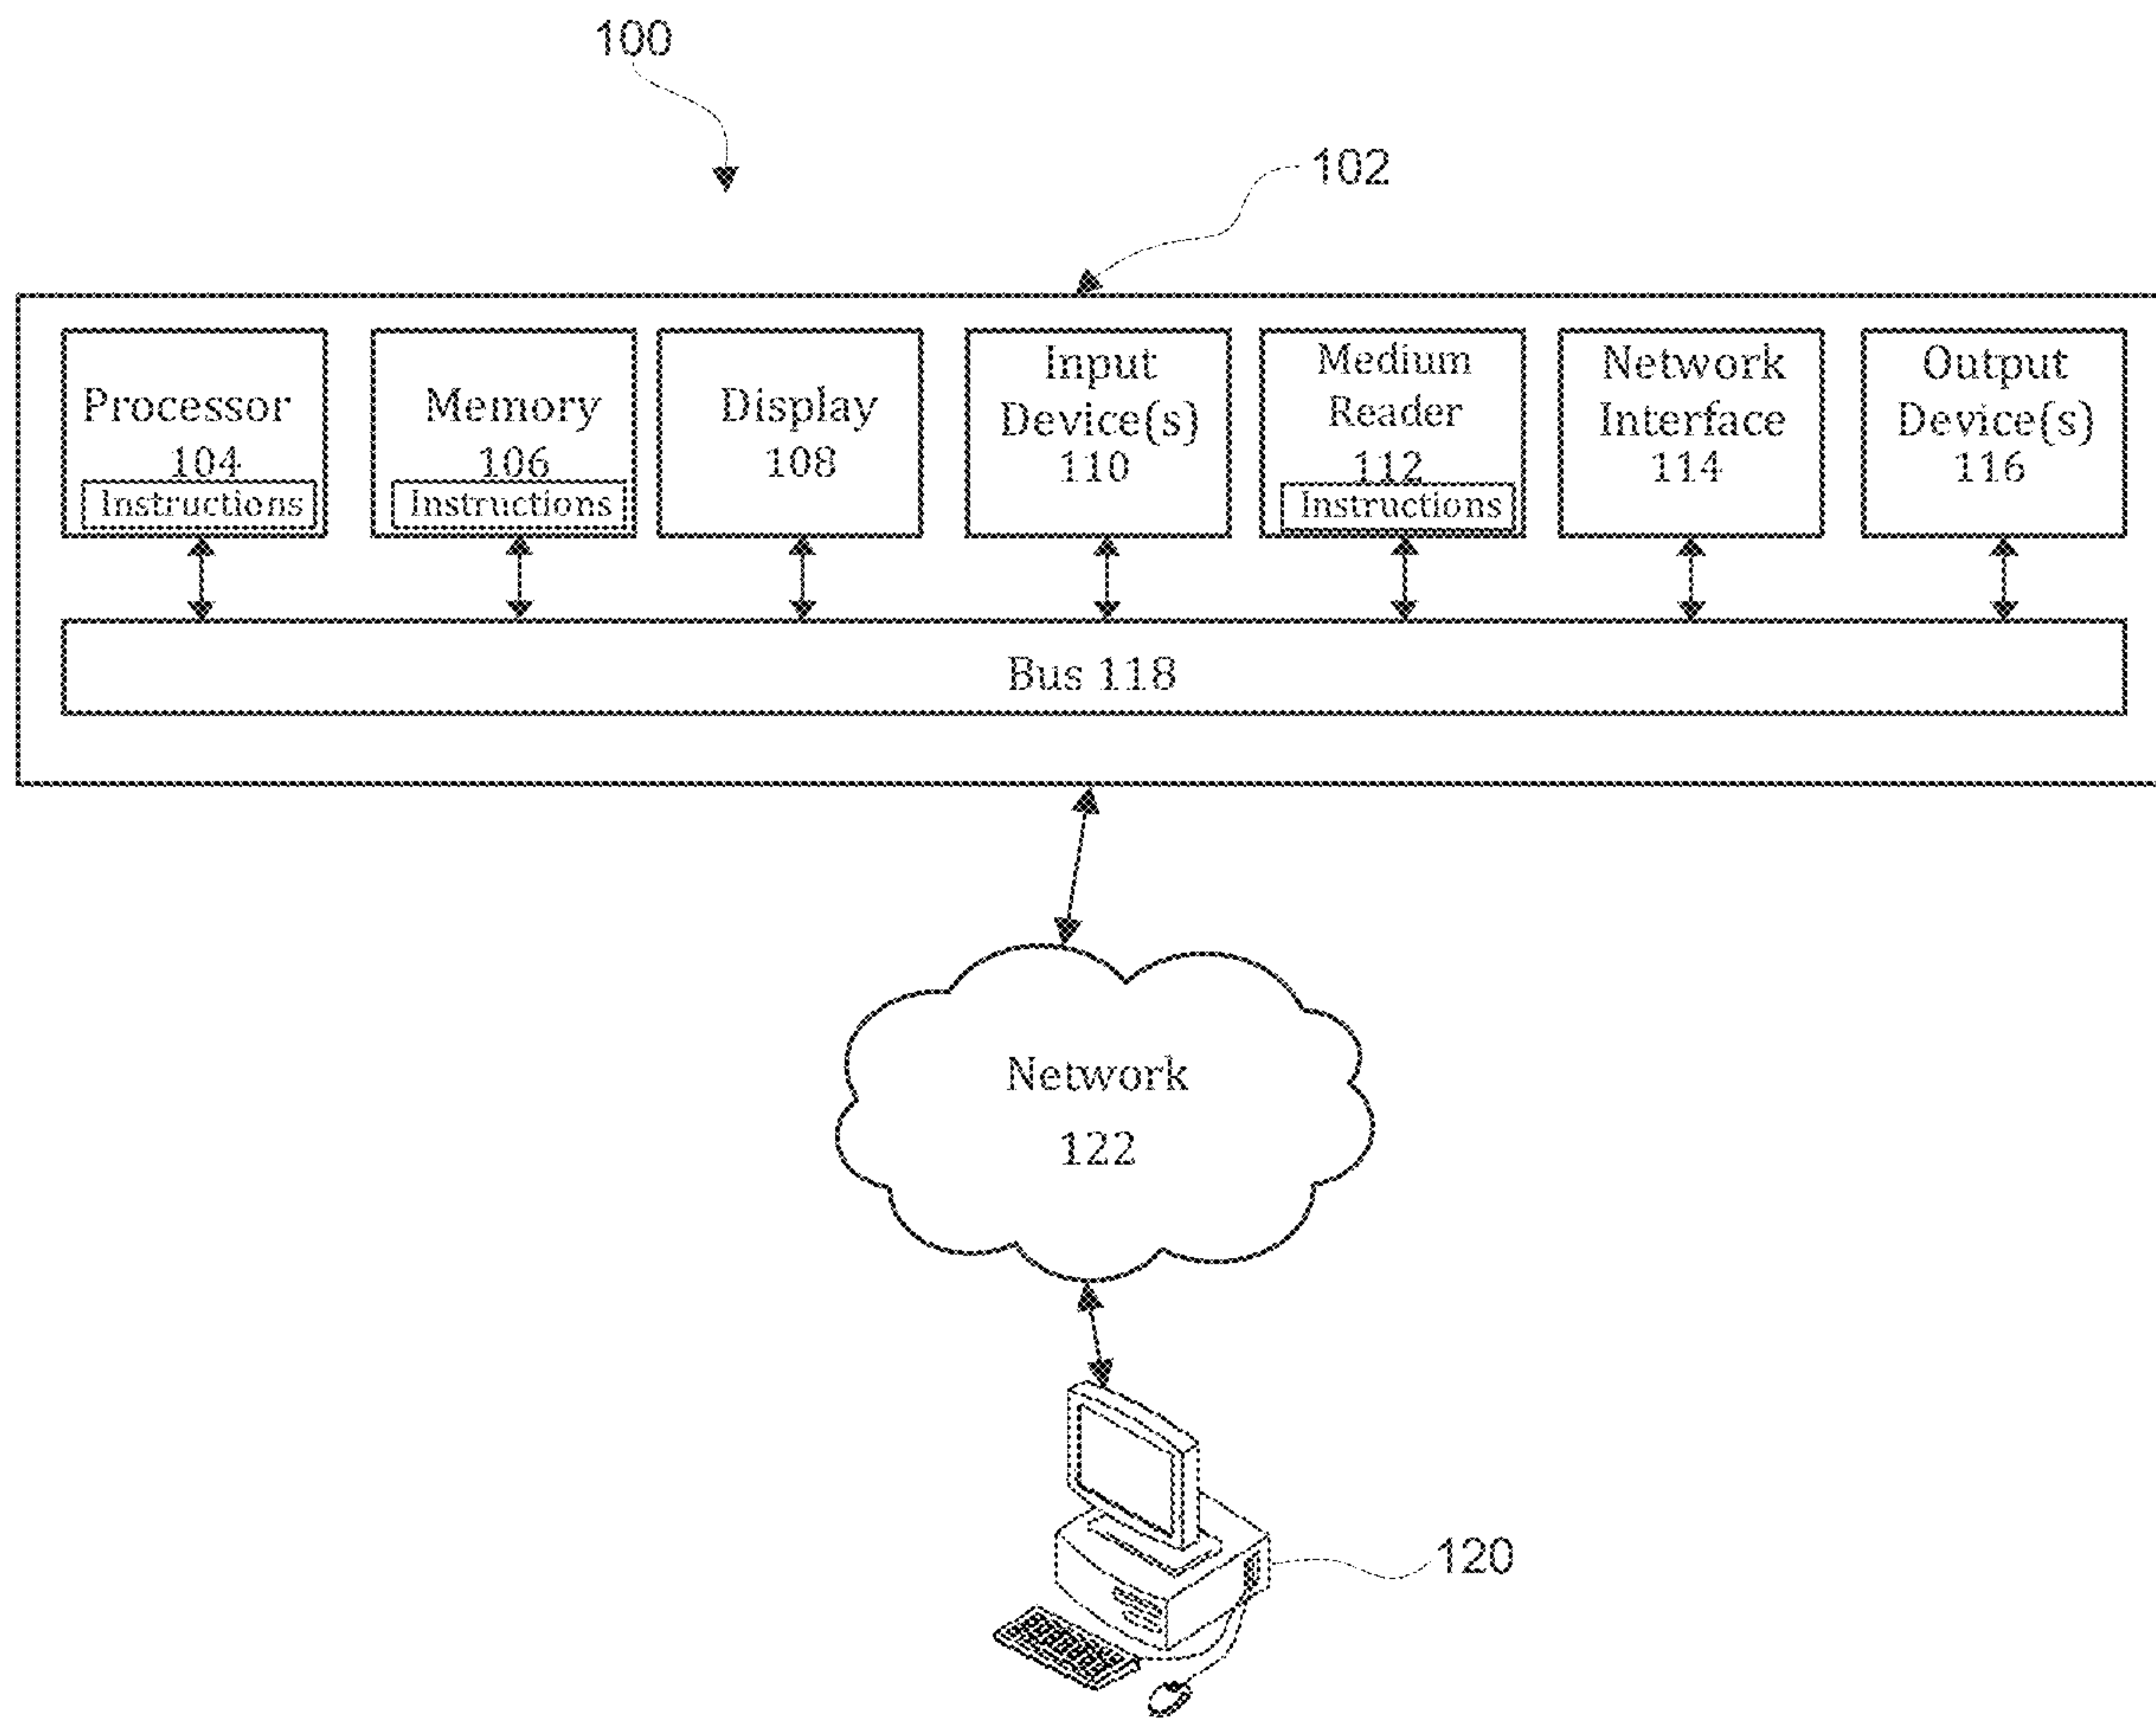 100
102
Processor
104
Instructions
Memory
106
Instructions
Display
108
Input
Device(s)
110
Medium
Reader
112
Instructions
Network
Interface
114
Output
Device(s)
116
Bus 118
Network
122
120